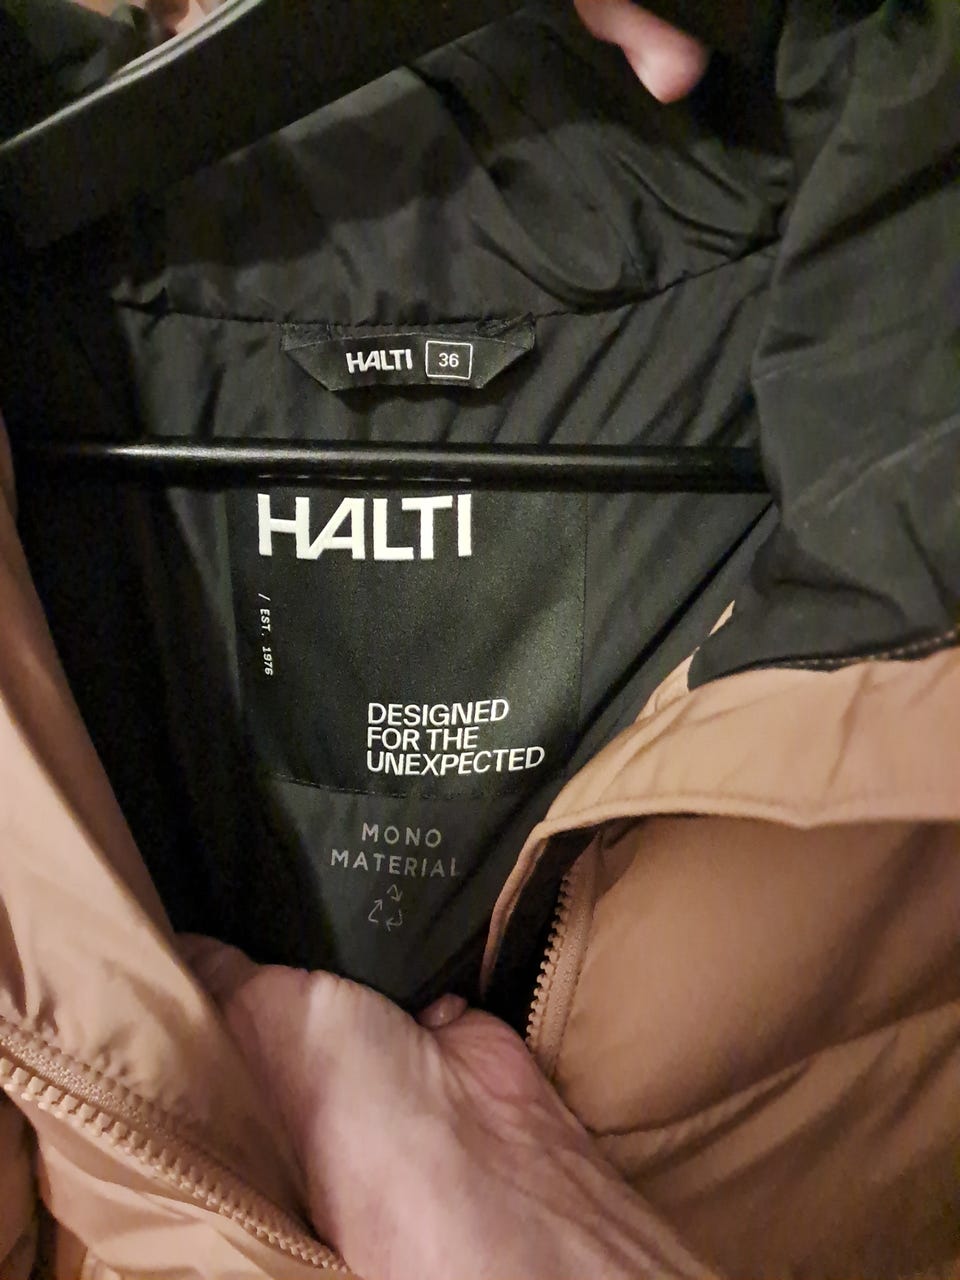 HALTI 36
HALTI
/ EST. 1976
DESIGNED
FOR THE
UNEXPECTED
MONO
MATERIAL